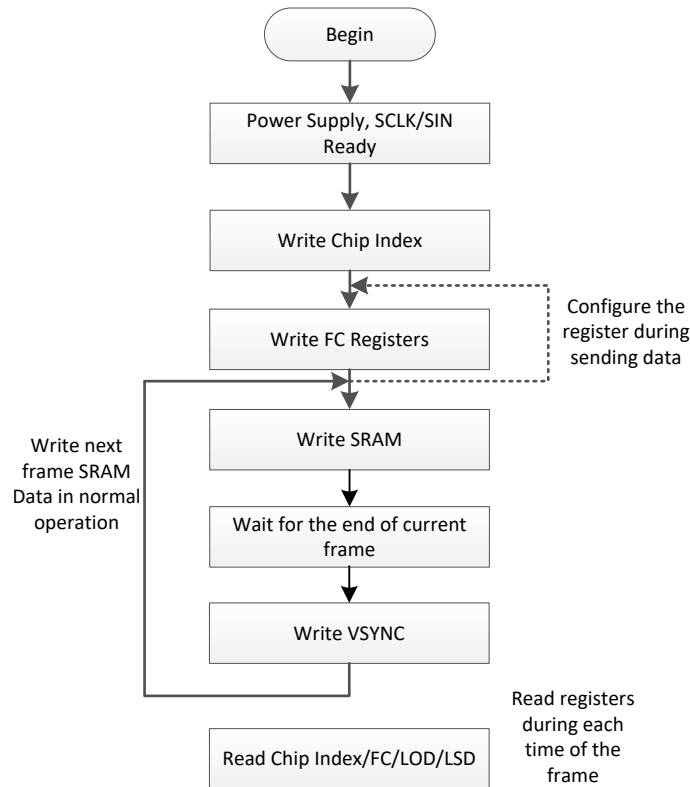 Begin
Power Supply, SCLK/SIN
Ready
Write Chip Index
Configure the
register during
sending data
Write FC Registers
Write next
frame SRAM
Data in normal
operation
Write SRAM
Wait for the end of current
frame
Write VSYNC
Read registers
during each
time of the
frame
Read Chip Index/FC/LOD/LSD